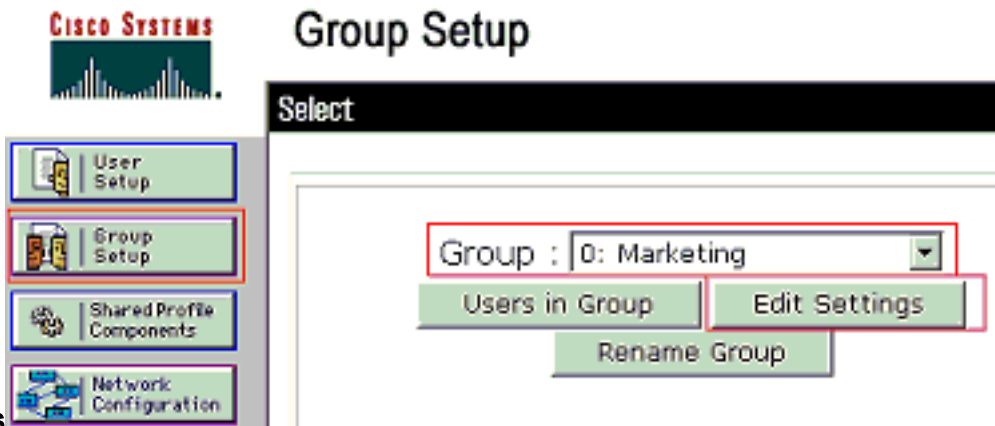 CISCO SYSTEMS
Group Setup
Select
User
Setup
Group
Setup
Shared Profile
Components
Network
Configuration
Group : 0: Marketing
Users in Group
Edit Settings
Rename Group
s